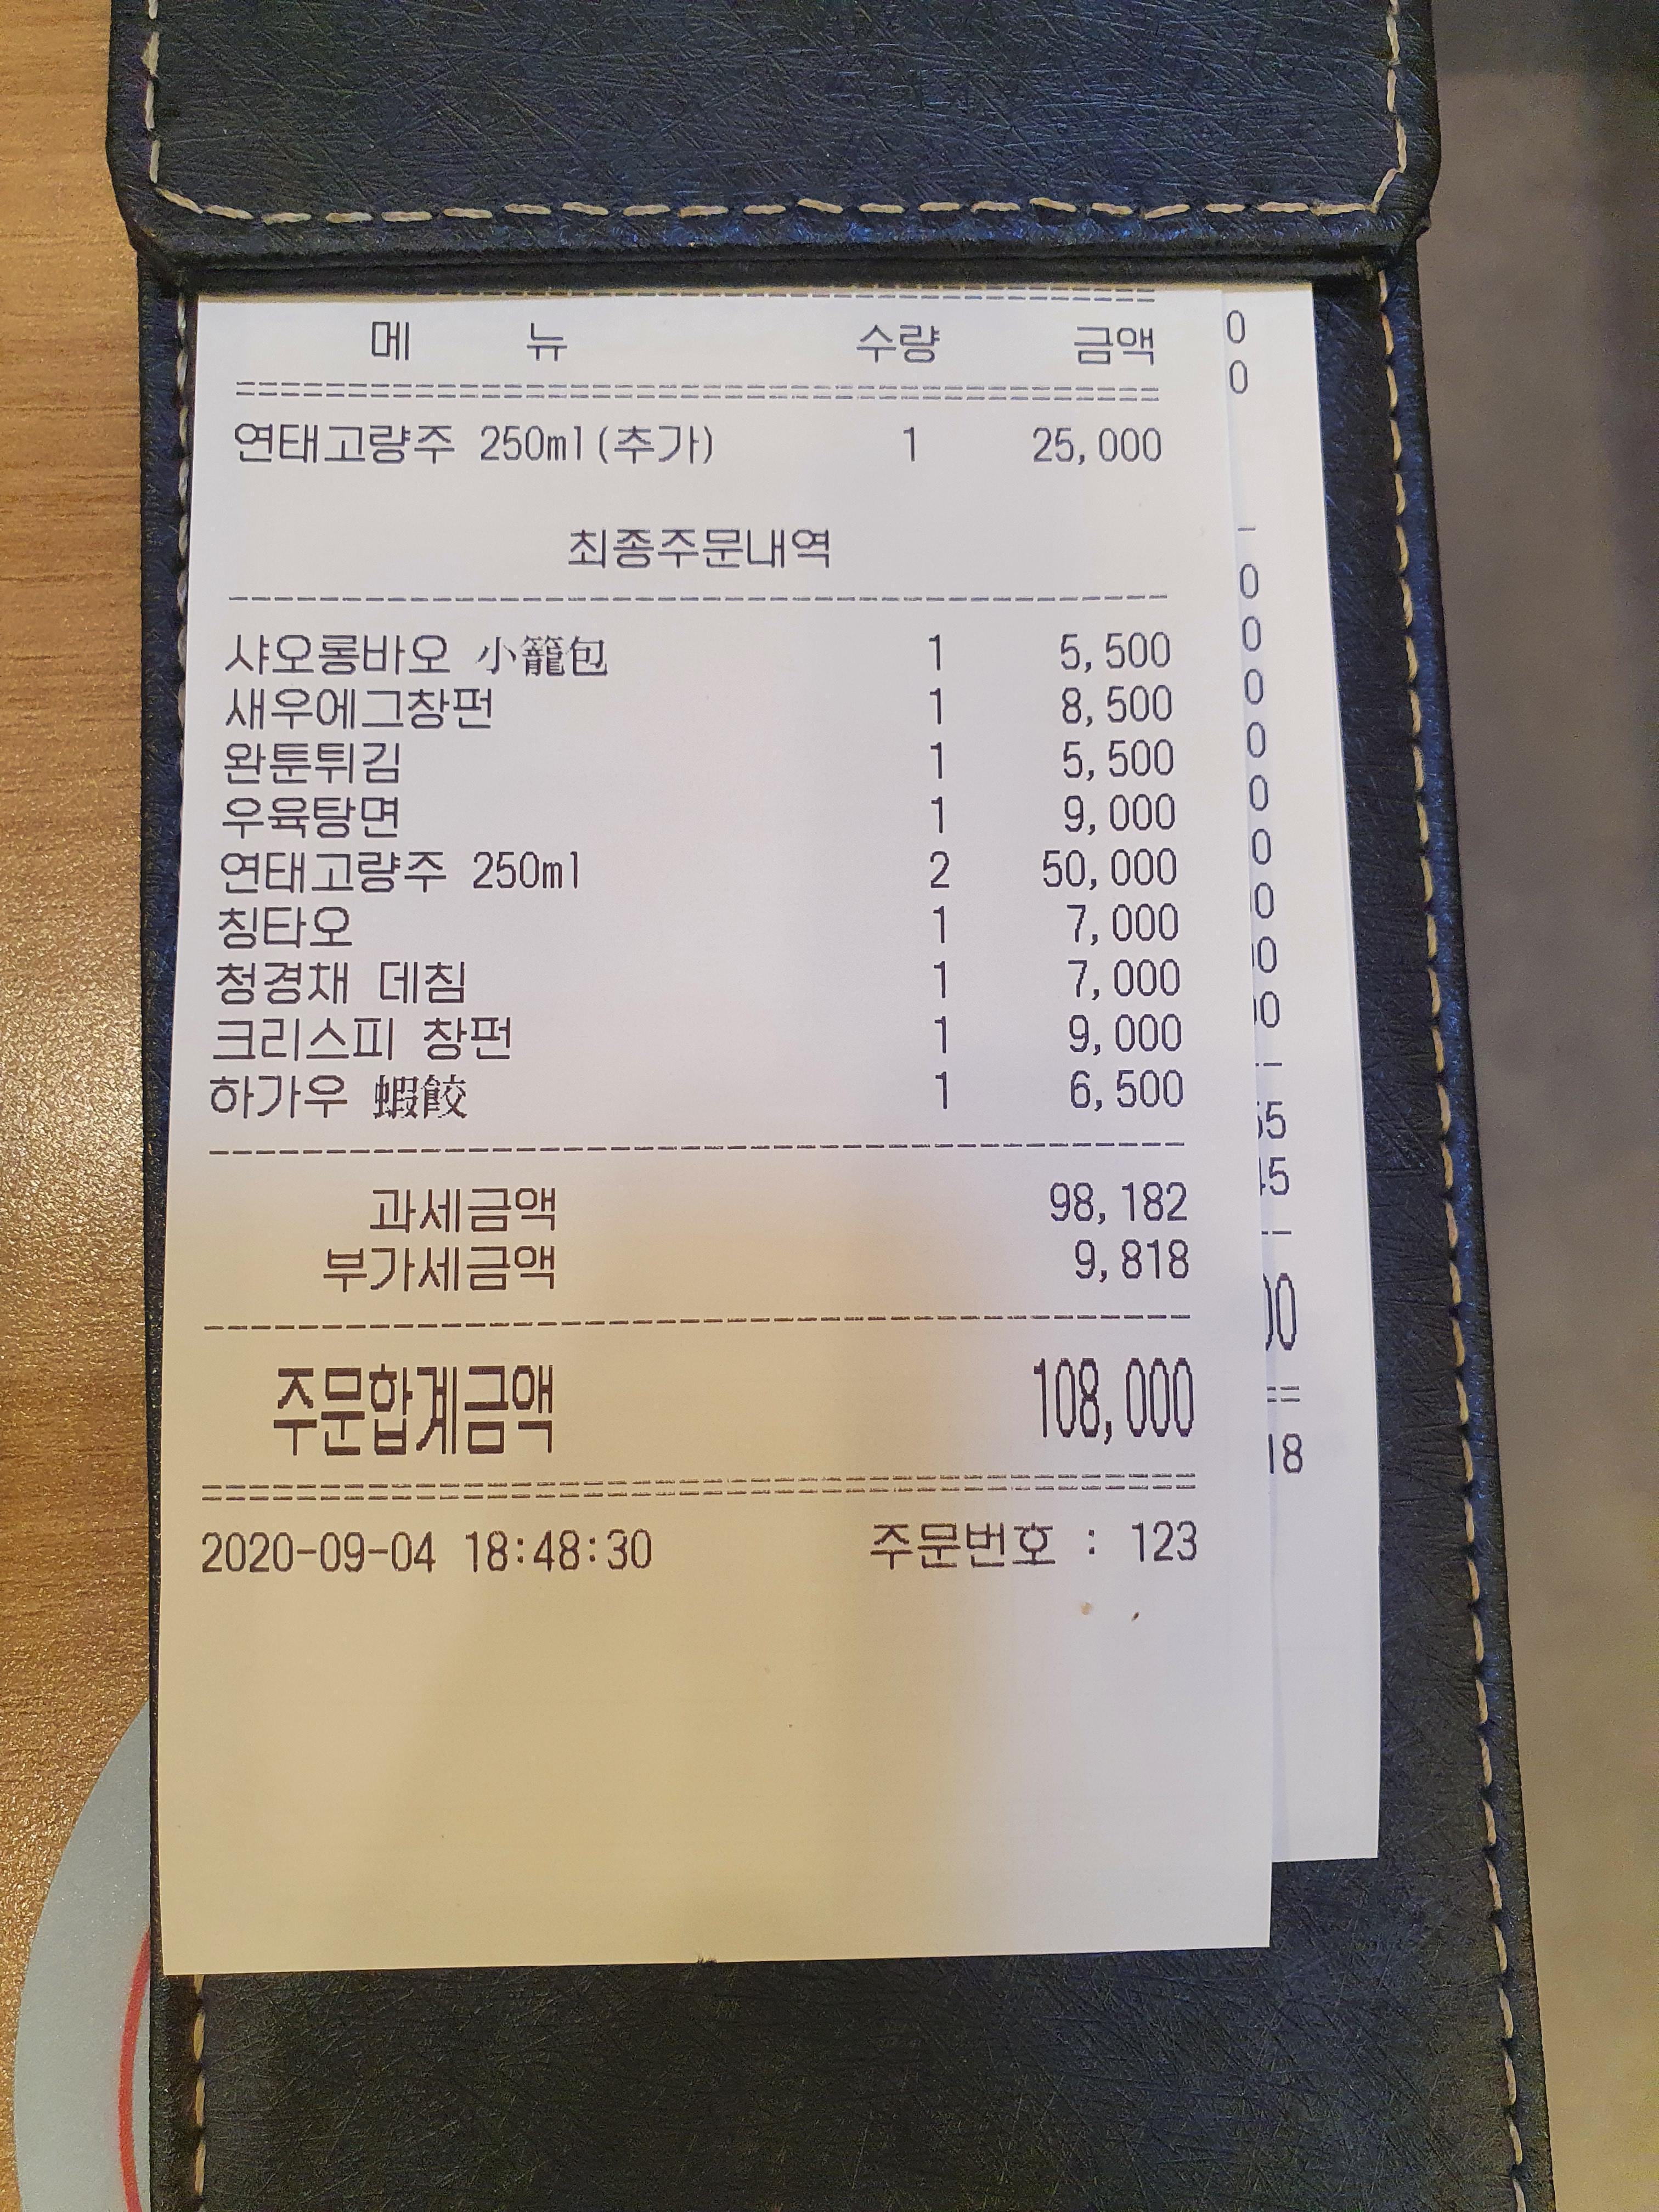 메 뉴 수량 금액
연태고량주 250ml(추가) 1 25,000
최종주문내역
샤오롱바오 小籠包 1 5,500
새우에그창펀 1 8,500
완툰튀김 1 5,500
우육탕면 1 9,000
연태고량주 250ml 2 50,000
칭타오 1 7,000
청경채 데침 1 7,000
크리스피 창펀 1 9,000
하가우 蝦餃 1 6,500
과세금액 98,182
부가세금액 9,818
주문합계금액 108,000
2020-09-04 18:48:30 주문번호 : 123